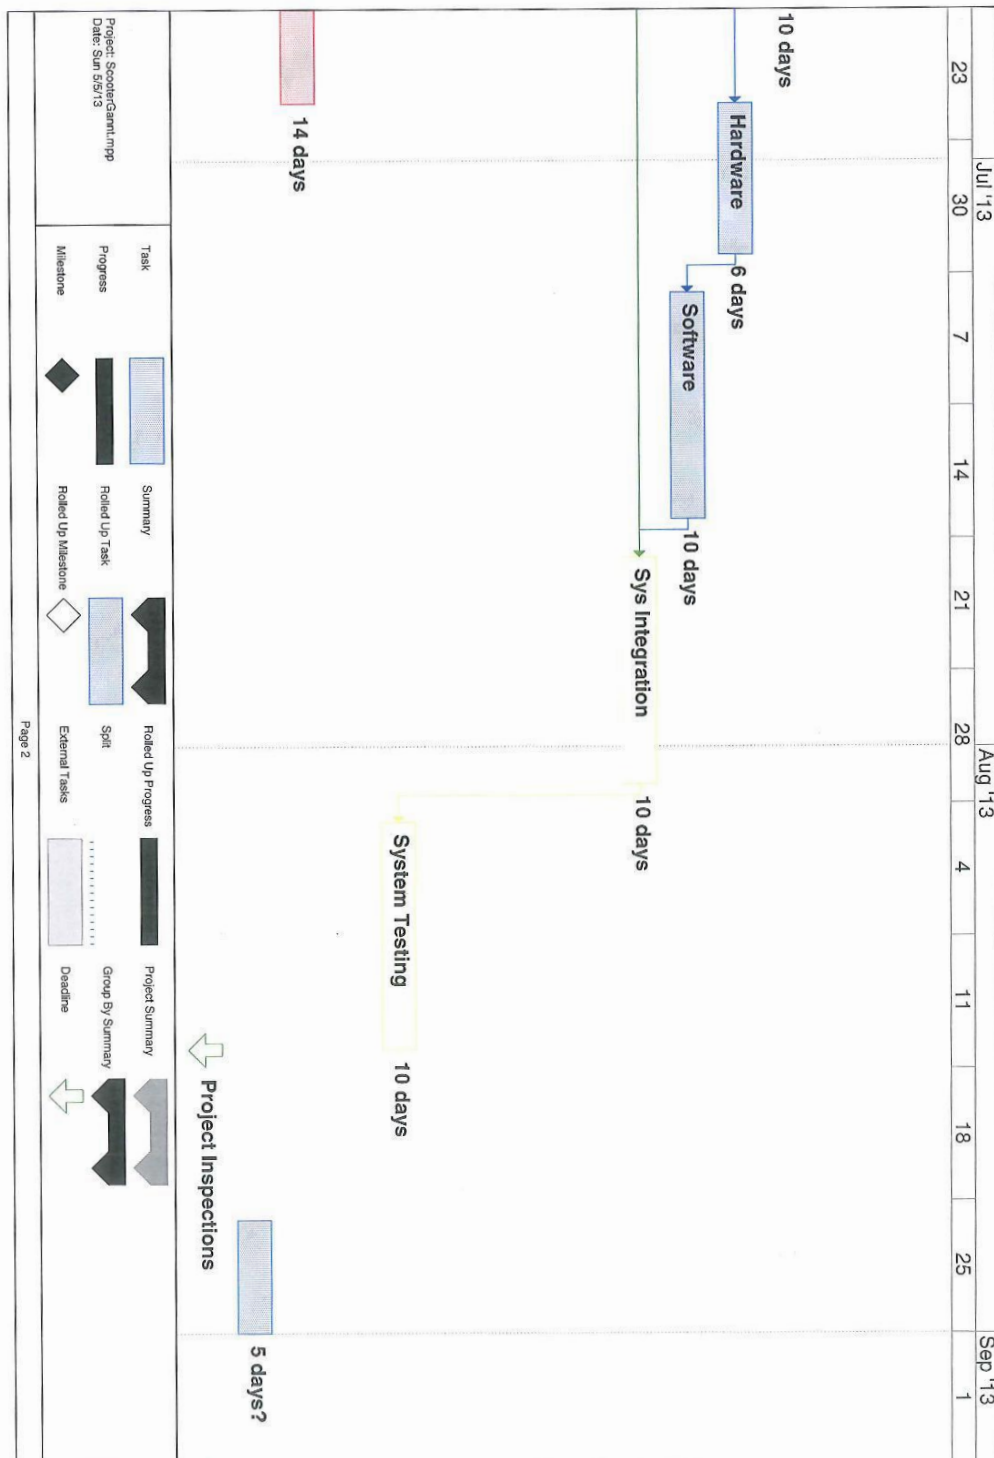 Jul '13
Aug '13
Sep '13
23
30
7
14
21
28
4
11
18
25
1
10 days
Hardware
6 days
Software
10 days
Sys Integration
10 days
System Testing
10 days
14 days
5 days?
Project Inspections
Project: ScooterGannt.mpp
Date: Sun 5/5/13
Task
Progress
Milestone
Summary
Rolled Up Task
Rolled Up Milestone
Rolled Up Progress
Split
External Tasks
Project Summary
Group By Summary
Deadline
Page 2